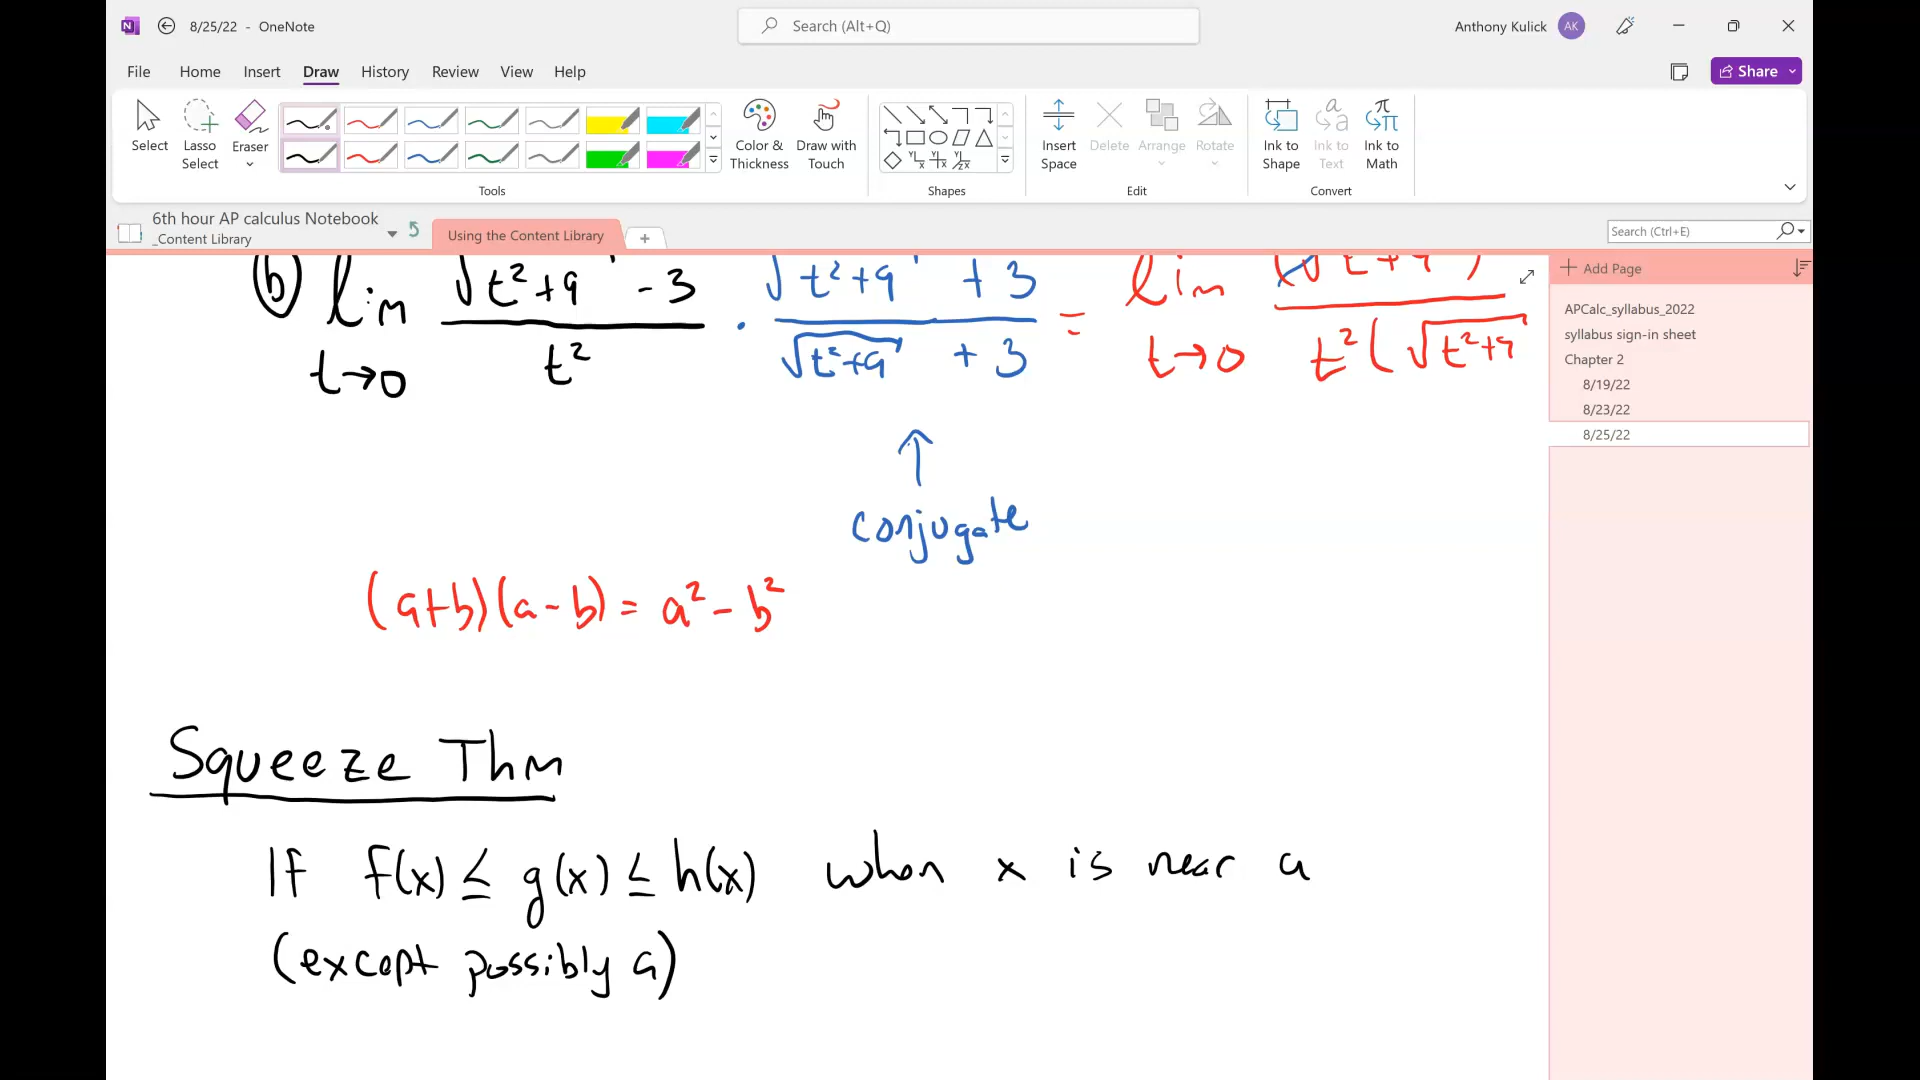 8/25/22 - OneNote
Search (Alt+Q)
Anthony Kulick AK
File Home Insert Draw History Review View Help
Share
Select
Lasso Select
Eraser
Color & Thickness
Draw with Touch
Insert Space
Delete
Arrange
Rotate
Ink to Shape
Ink to Text
Ink to Math
Tools
Shapes
Edit
Convert
6th hour AP calculus Notebook
_Content Library
Using the Content Library
Search (Ctrl+E)
Add Page
APCalc_syllabus_2022
syllabus sign-in sheet
Chapter 2
8/19/22
8/23/22
8/25/22
(b) lim t→0 (√(t²+9) - 3)/t² · (√(t²+9) + 3)/(√(t²+9) + 3) = lim t→0
t²(√(t²+9)
↑
conjugate
(a+b)(a-b) = a² - b²
Squeeze Thm
If f(x) ≤ g(x) ≤ h(x) when x is near a
(except possibly a)